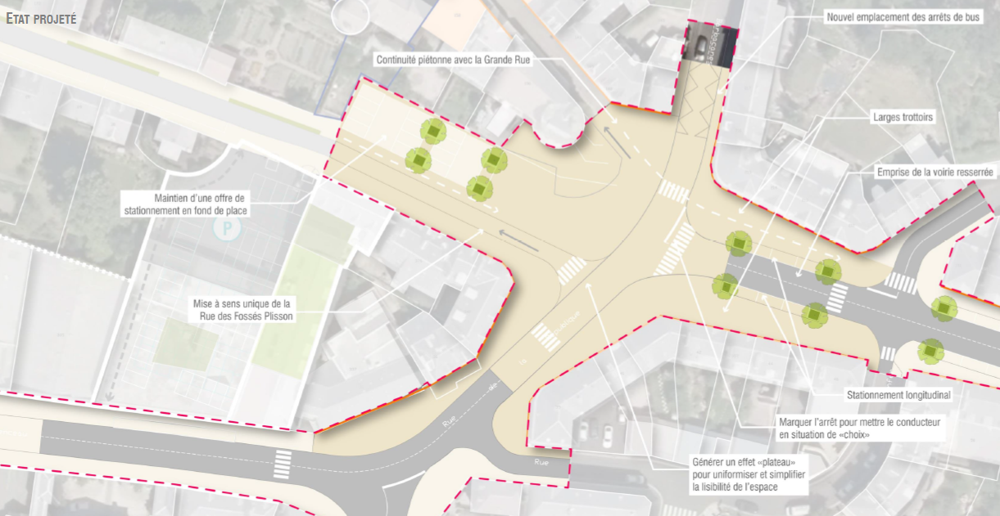 ETAT PROJETÉ
Nouvel emplacement des arrêts de bus
Continuité piétonne avec la Grande Rue
Larges trottoirs
Emprise de la voirie resserrée
Maintien d'une offre de
stationnement en fond de place
P
Mise à sens unique de la
Rue des Fossés Plisson
Rue de la
Rue
Stationnement longitudinal
Marquer l'arrêt pour mettre le conducteur
en situation de «choix»
Générer un effet «plateau»
pour uniformiser et simplifier
la lisibilité de l'espace